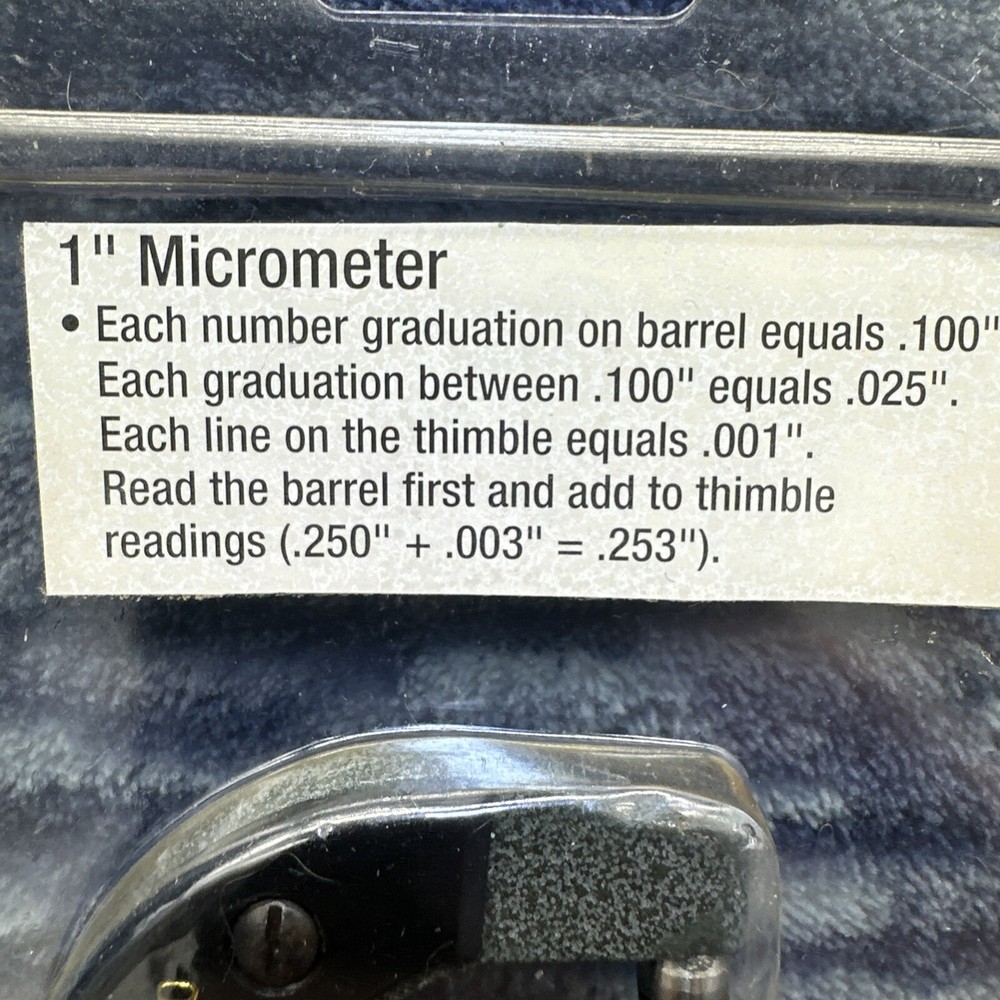 1" Micrometer
• Each number graduation on barrel equals .100"
Each graduation between .100" equals .025".
Each line on the thimble equals .001".
Read the barrel first and add to thimble
readings (.250" + .003" = .253").